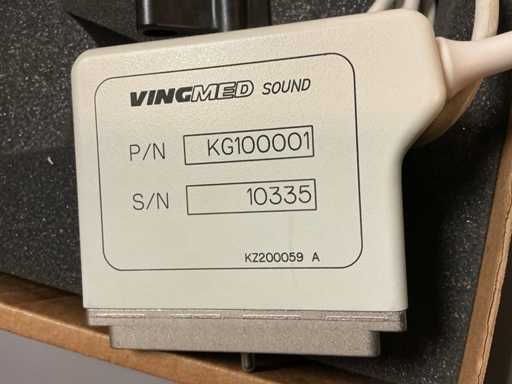 VINGMED SOUND
P/N KG100001
S/N 10335
KZ200059 A